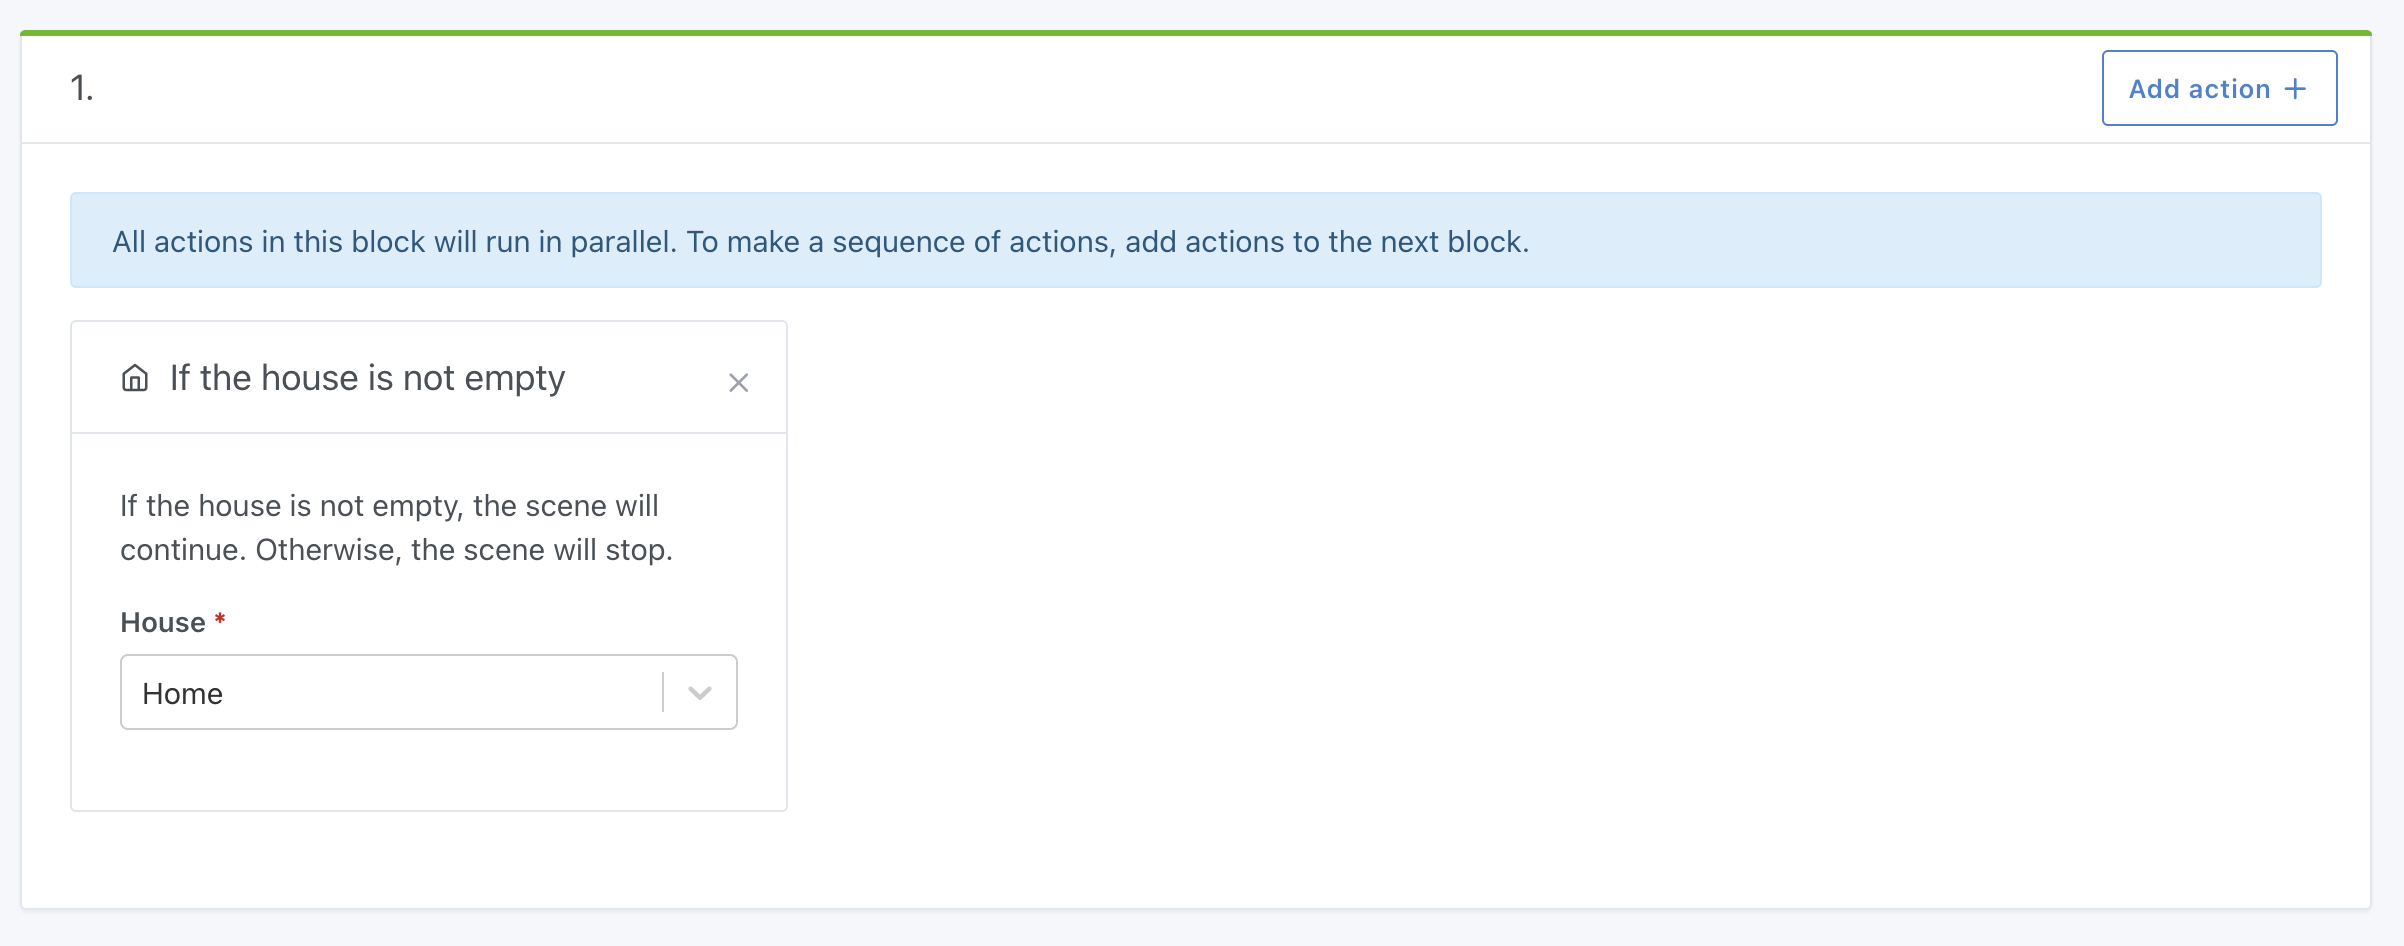 1.
Add action +
All actions in this block will run in parallel. To make a sequence of actions, add actions to the next block.
If the house is not empty
If the house is not empty, the scene will
continue. Otherwise, the scene will stop.
House *
Home